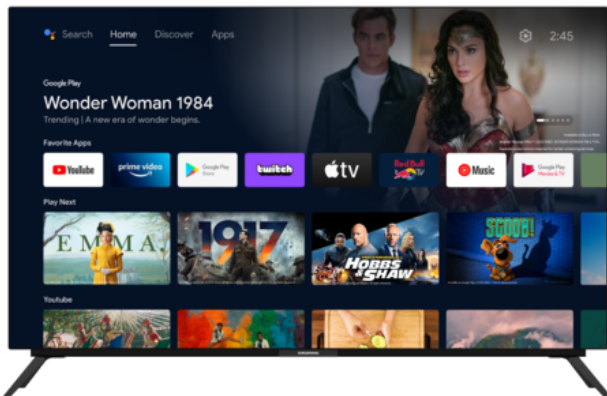 Search Home Discover Apps 2:45
Google Play
Wonder Woman 1984
Trending | A new era of wonder begins.
Favorite Apps
YouTube prime video Google Play Store twitch tv Red Bull TV Music Google Play Movies & TV
Play Next
EMMA. 1917 HOBBS & SHAW SCOOB!
Youtube
GRUNDIG